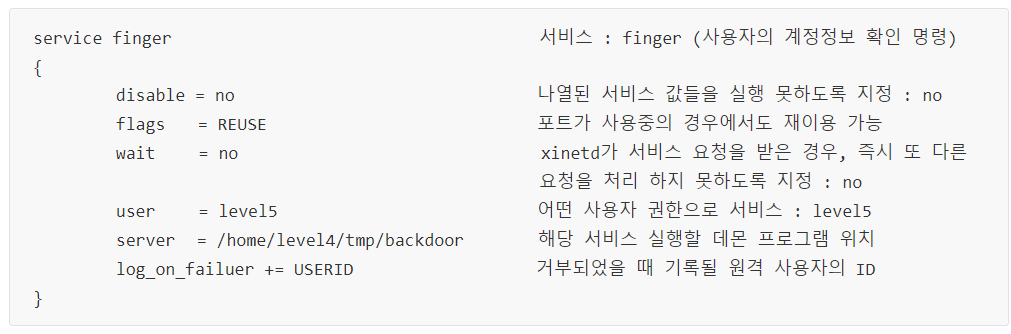 service finger 서비스 : finger (사용자의 계정정보 확인 명령)
{
disable = no 나열된 서비스 값들을 실행 못하도록 지정 : no
flags = REUSE 포트가 사용중의 경우에서도 재이용 가능
wait = no xinetd가 서비스 요청을 받은 경우, 즉시 또 다른
요청을 처리 하지 못하도록 지정 : no
user = level5 어떤 사용자 권한으로 서비스 : level5
server = /home/level4/tmp/backdoor 해당 서비스 실행할 데몬 프로그램 위치
log_on_failuer += USERID 거부되었을 때 기록될 원격 사용자의 ID
}